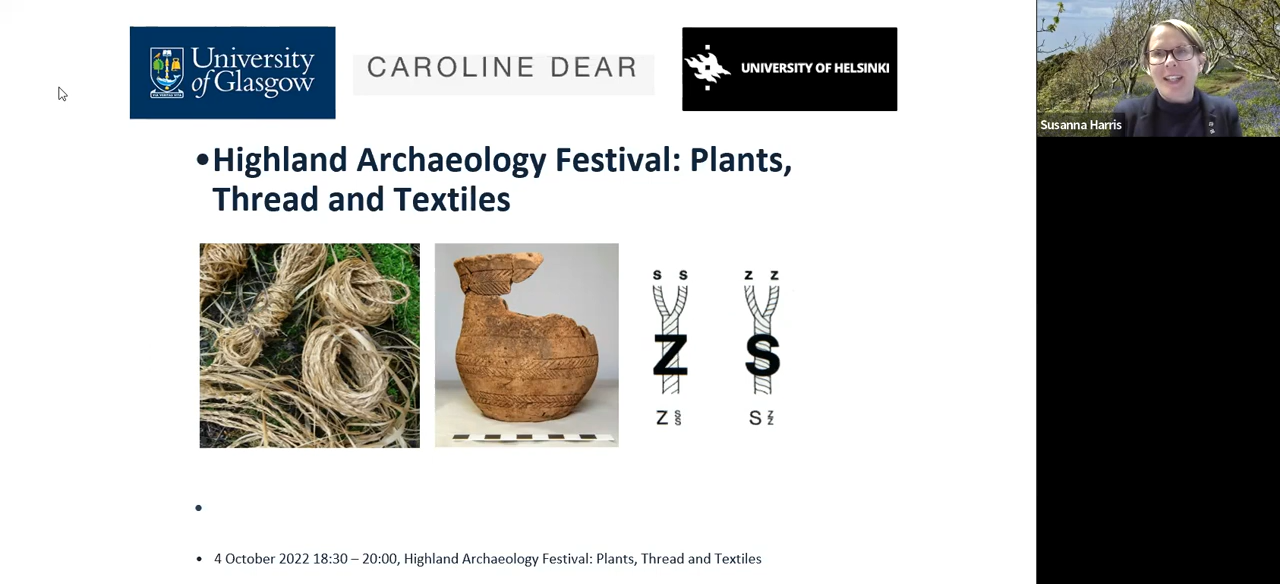 University
of Glasgow
CAROLINE DEAR
UNIVERSITY OF HELSINKI
Susanna Harris
•Highland Archaeology Festival: Plants,
Thread and Textiles
S S Z Z
Z S
Z S S S Z Z
•
• 4 October 2022 18:30 – 20:00, Highland Archaeology Festival: Plants, Thread and Textiles